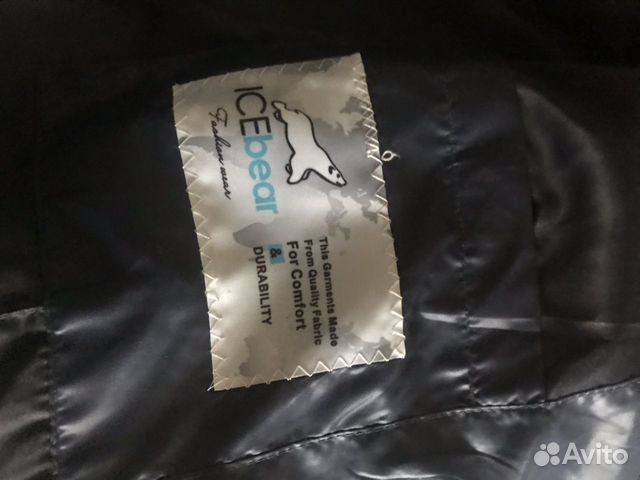 ICEbear
Fashion wear
This Garments Made
From Quality Fabric
For Comfort
&
DURABILITY
Avito